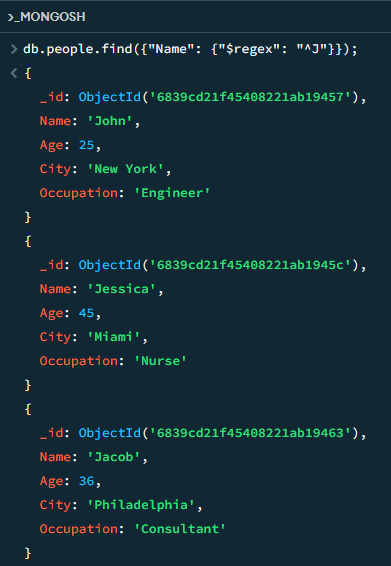 >_MONGOSH
> db.people.find({"Name": {"$regex": "^J"}});
< {
_id: ObjectId('6839cd21f45408221ab19457'),
Name: 'John',
Age: 25,
City: 'New York',
Occupation: 'Engineer'
}
{
_id: ObjectId('6839cd21f45408221ab1945c'),
Name: 'Jessica',
Age: 45,
City: 'Miami',
Occupation: 'Nurse'
}
{
_id: ObjectId('6839cd21f45408221ab19463'),
Name: 'Jacob',
Age: 36,
City: 'Philadelphia',
Occupation: 'Consultant'
}